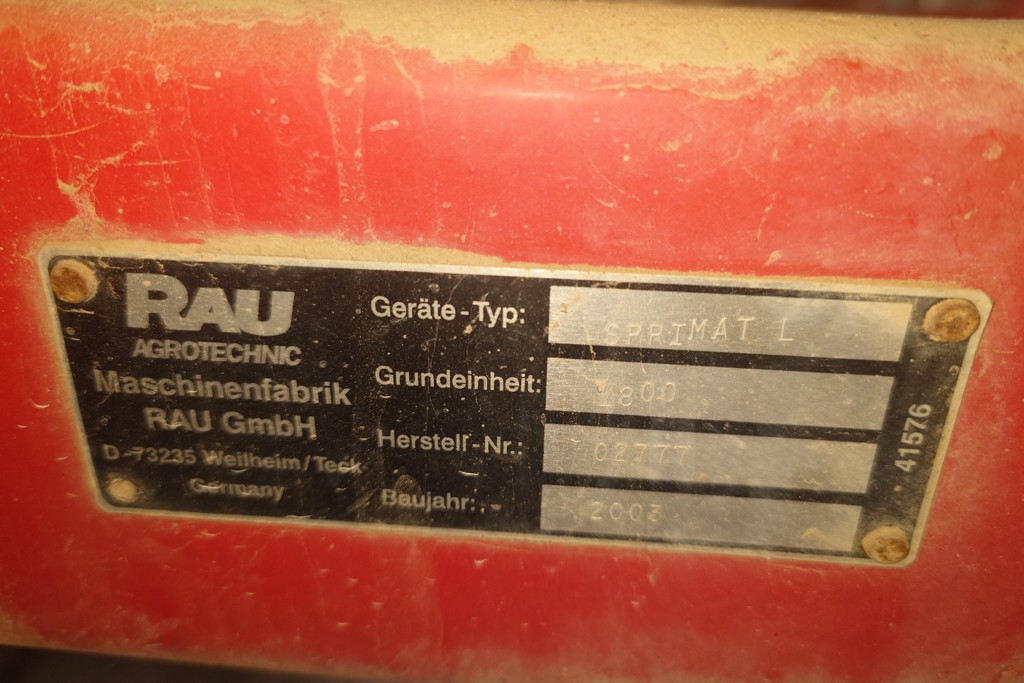 RAU
AGROTECHNIC
Maschinenfabrik
RAU GmbH
D-73235 Weilheim/Teck
Germany
Geräte-Typ: SPRIMAT L
Grundeinheit:
Herstell-Nr.: 02777
Baujahr: 2003
41576